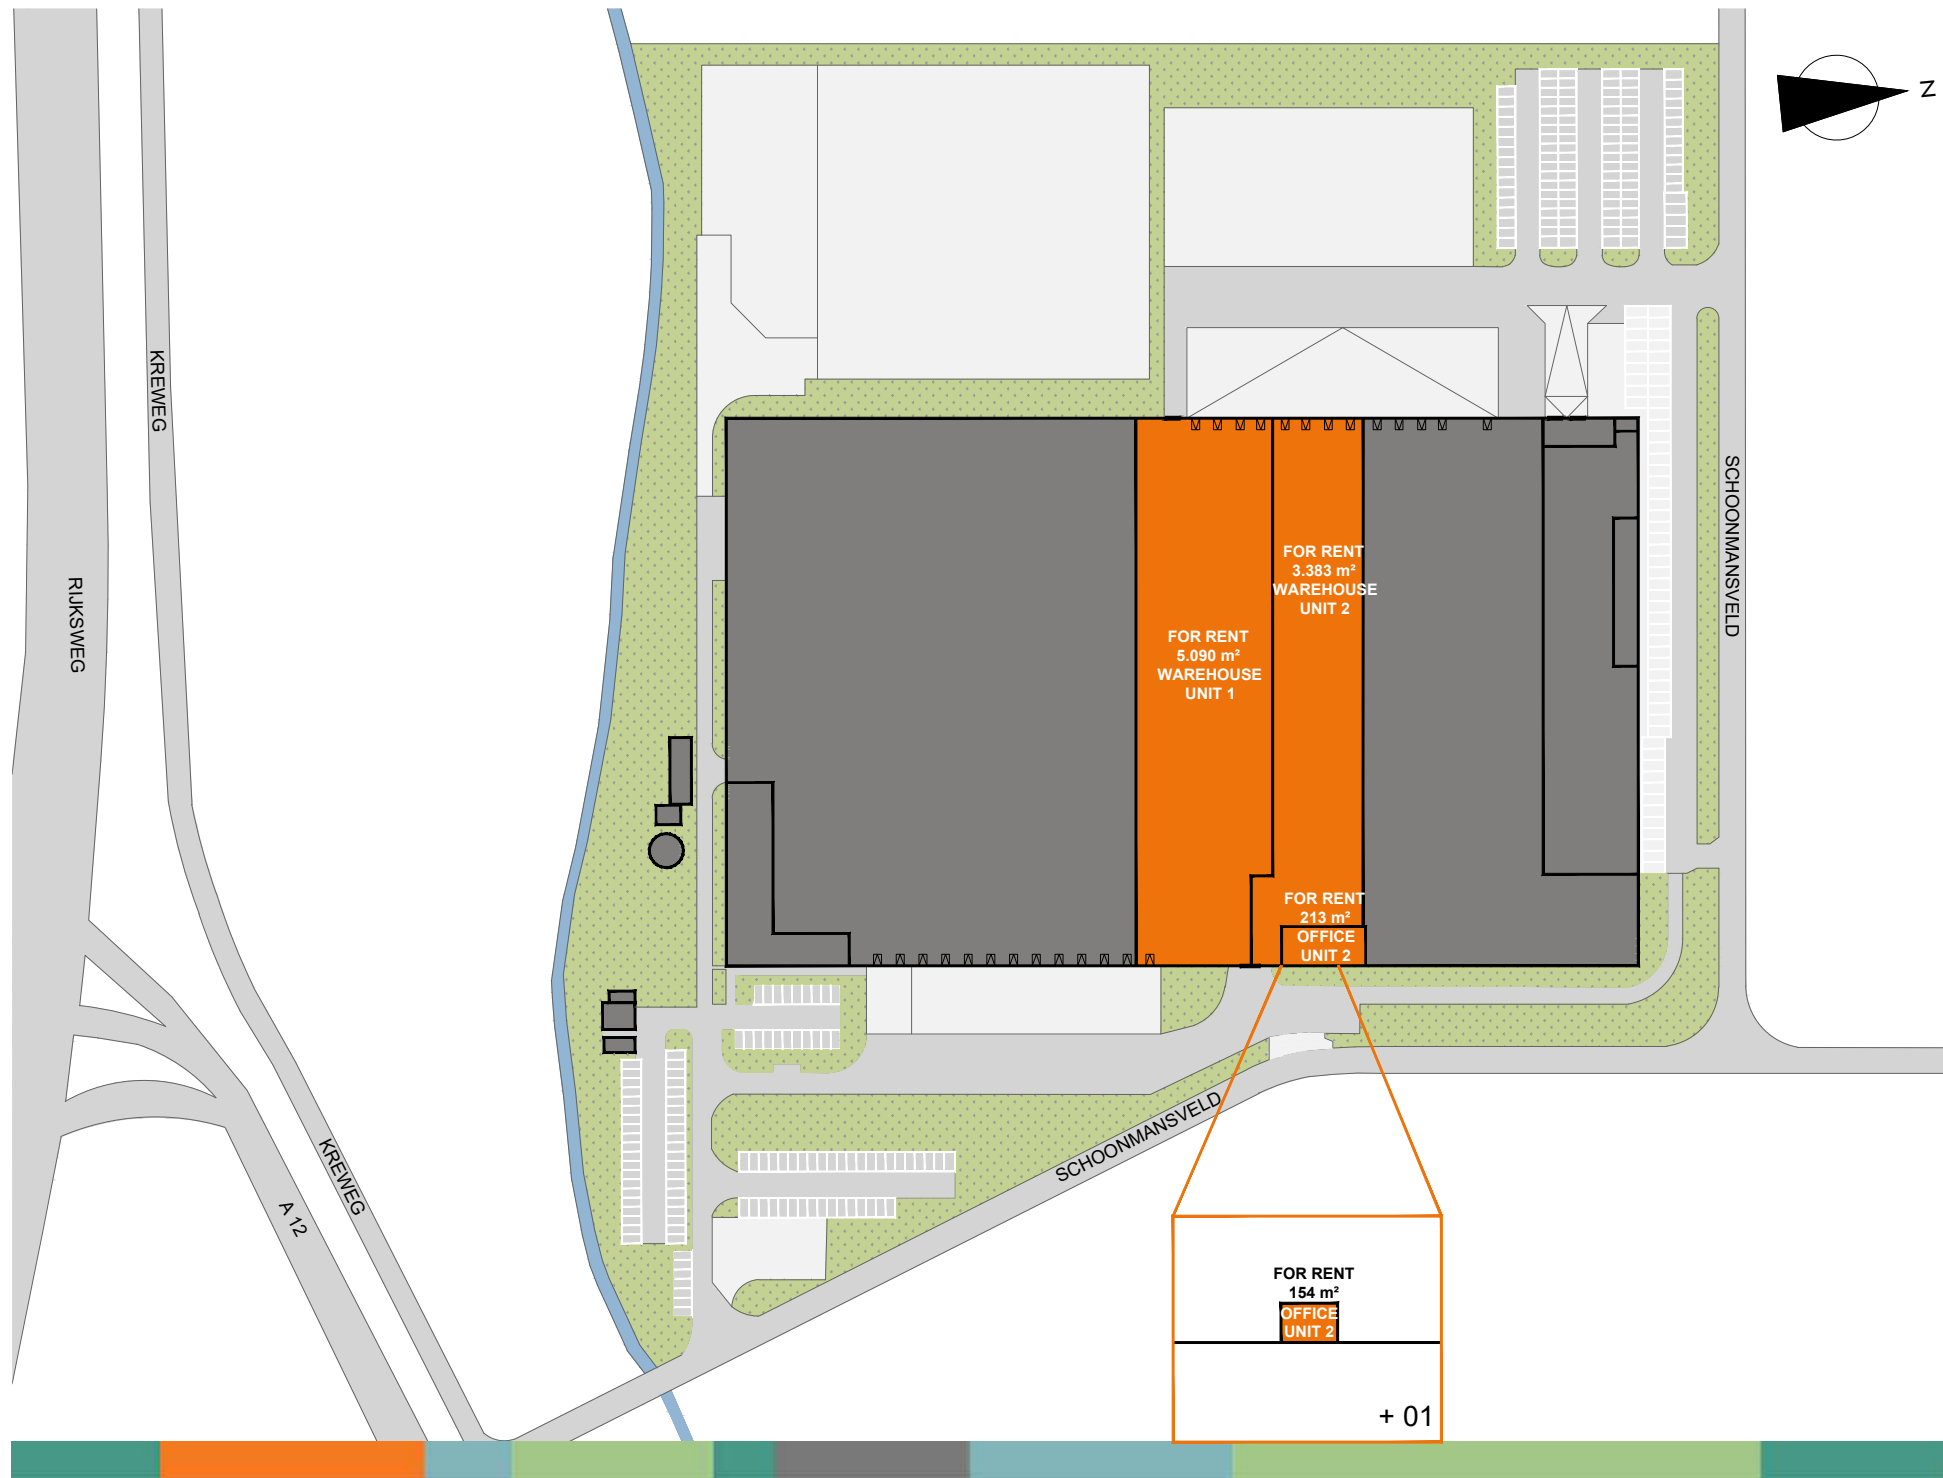 N
KREWEG
RIJKSWEG
SCHOONMANSVELD
FOR RENT
3.383 m²
WAREHOUSE
UNIT 2
FOR RENT
5.090 m²
WAREHOUSE
UNIT 1
FOR RENT
213 m²
OFFICE
UNIT 2
SCHOONMANSVELD
KREWEG
A 12
FOR RENT
154 m²
OFFICE
UNIT 2
+ 01